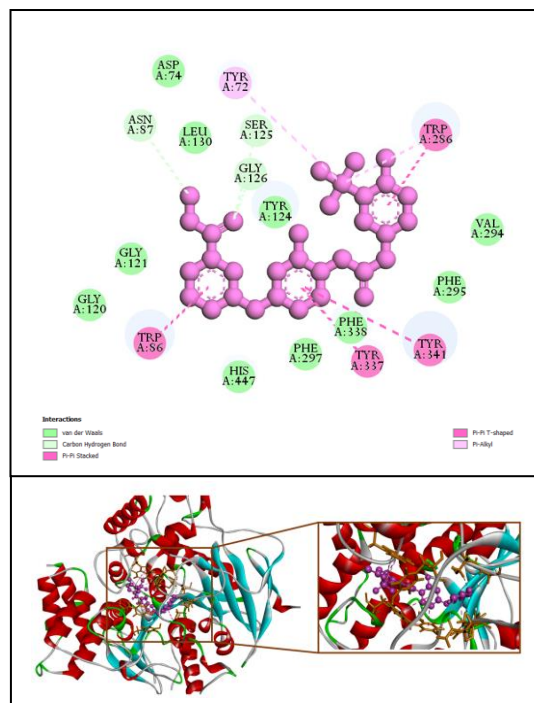 ASP
A:74
TYR
A:72
ASN
A:87
LEU
A:130
SER
A:125
TRP
A:286
GLY
A:126
TYR
A:124
VAL
A:294
GLY
A:121
PHE
A:295
GLY
A:120
PHE
A:338
TRP
A:86
PHE
A:297
TYR
A:337
TYR
A:341
HIS
A:447
Interactions
van der Waals
Carbon Hydrogen Bond
Pi-Pi Stacked
Pi-Pi T-shaped
Pi-Alkyl